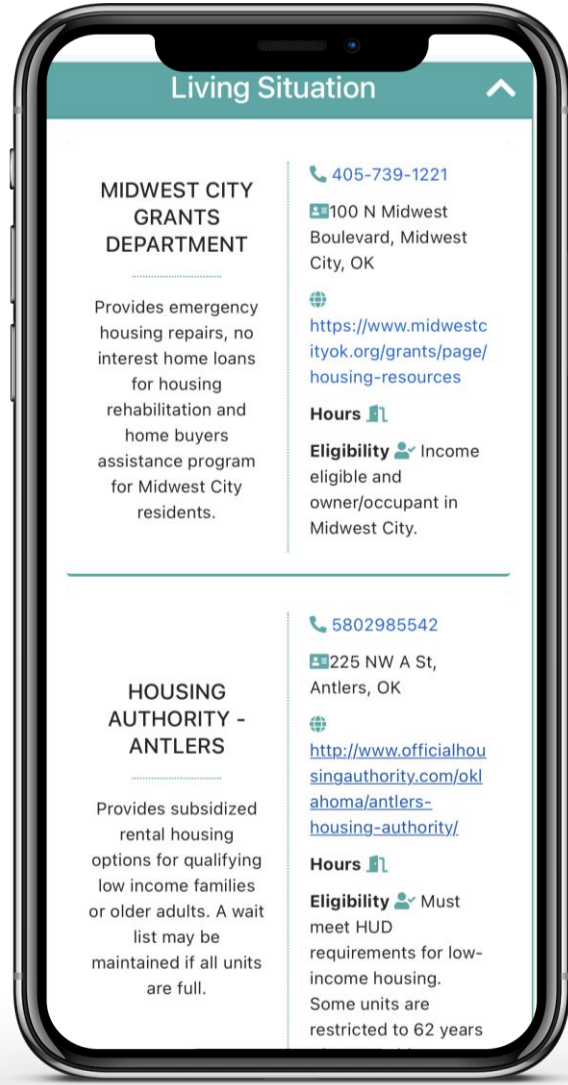 Living Situation
MIDWEST CITY
GRANTS
DEPARTMENT
Provides emergency
housing repairs, no
interest home loans
for housing
rehabilitation and
home buyers
assistance program
for Midwest City
residents.
405-739-1221
100 N Midwest
Boulevard, Midwest
City, OK
https://www.midwestc
ityok.org/grants/page/
housing-resources
Hours
Eligibility Income
eligible and
owner/occupant in
Midwest City.
HOUSING
AUTHORITY -
ANTLERS
Provides subsidized
rental housing
options for qualifying
low income families
or older adults. A wait
list may be
maintained if all units
are full.
5802985542
225 NW A St,
Antlers, OK
http://www.officialhou
singauthority.com/okl
ahoma/antlers-
housing-authority/
Hours
Eligibility Must
meet HUD
requirements for low-
income housing.
Some units are
restricted to 62 years